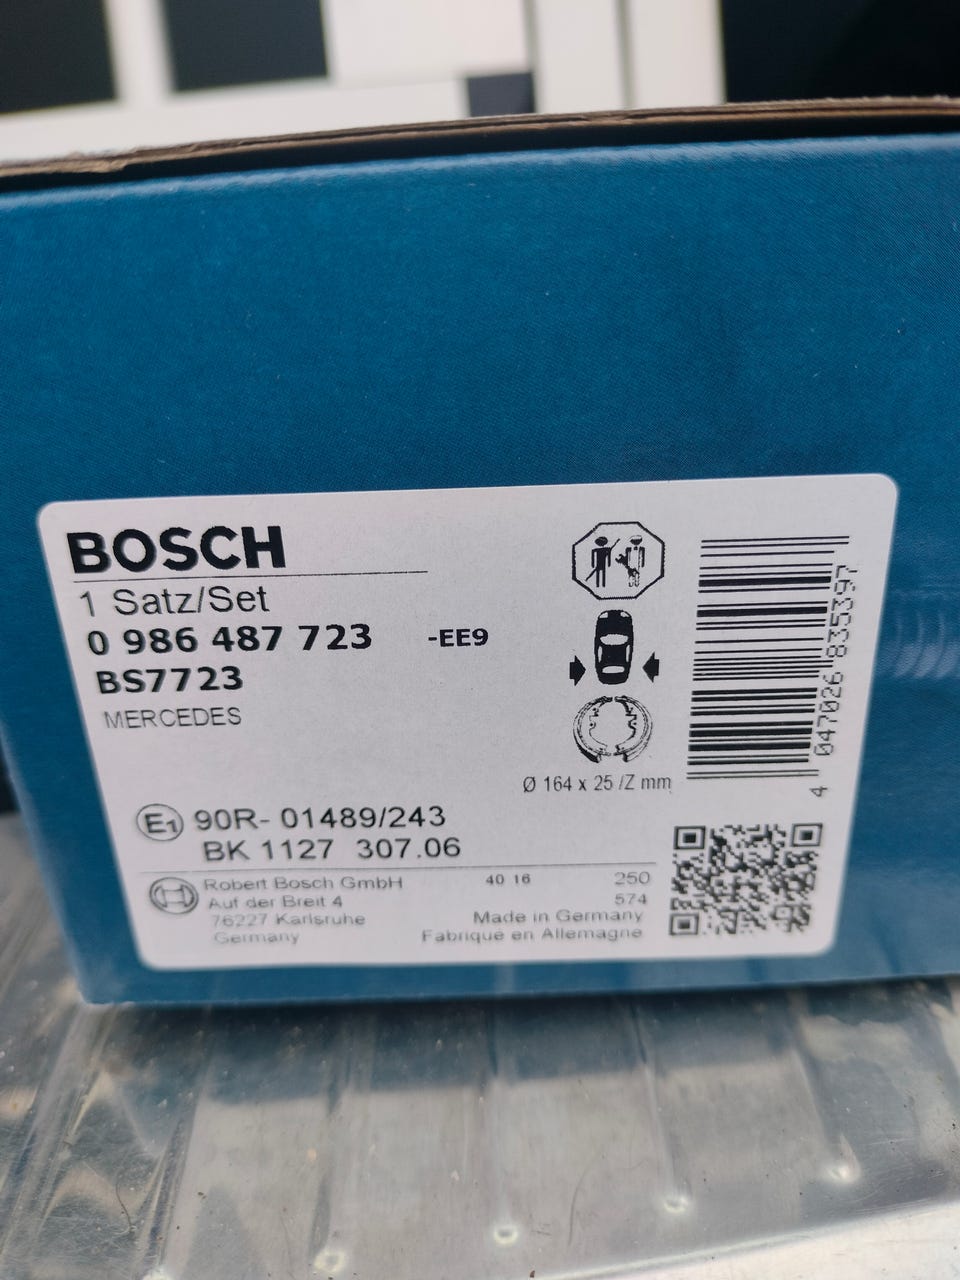 BOSCH
1 Satz/Set
0 986 487 723 -EE9
BS7723
MERCEDES
Ø 164 x 25 /Z mm
4 047026 835397
E1 90R- 01489/243
BK 1127 307.06
Robert Bosch GmbH 40 16 250
Auf der Breit 4 574
76227 Karlsruhe Made in Germany
Germany Fabriqué en Allemagne